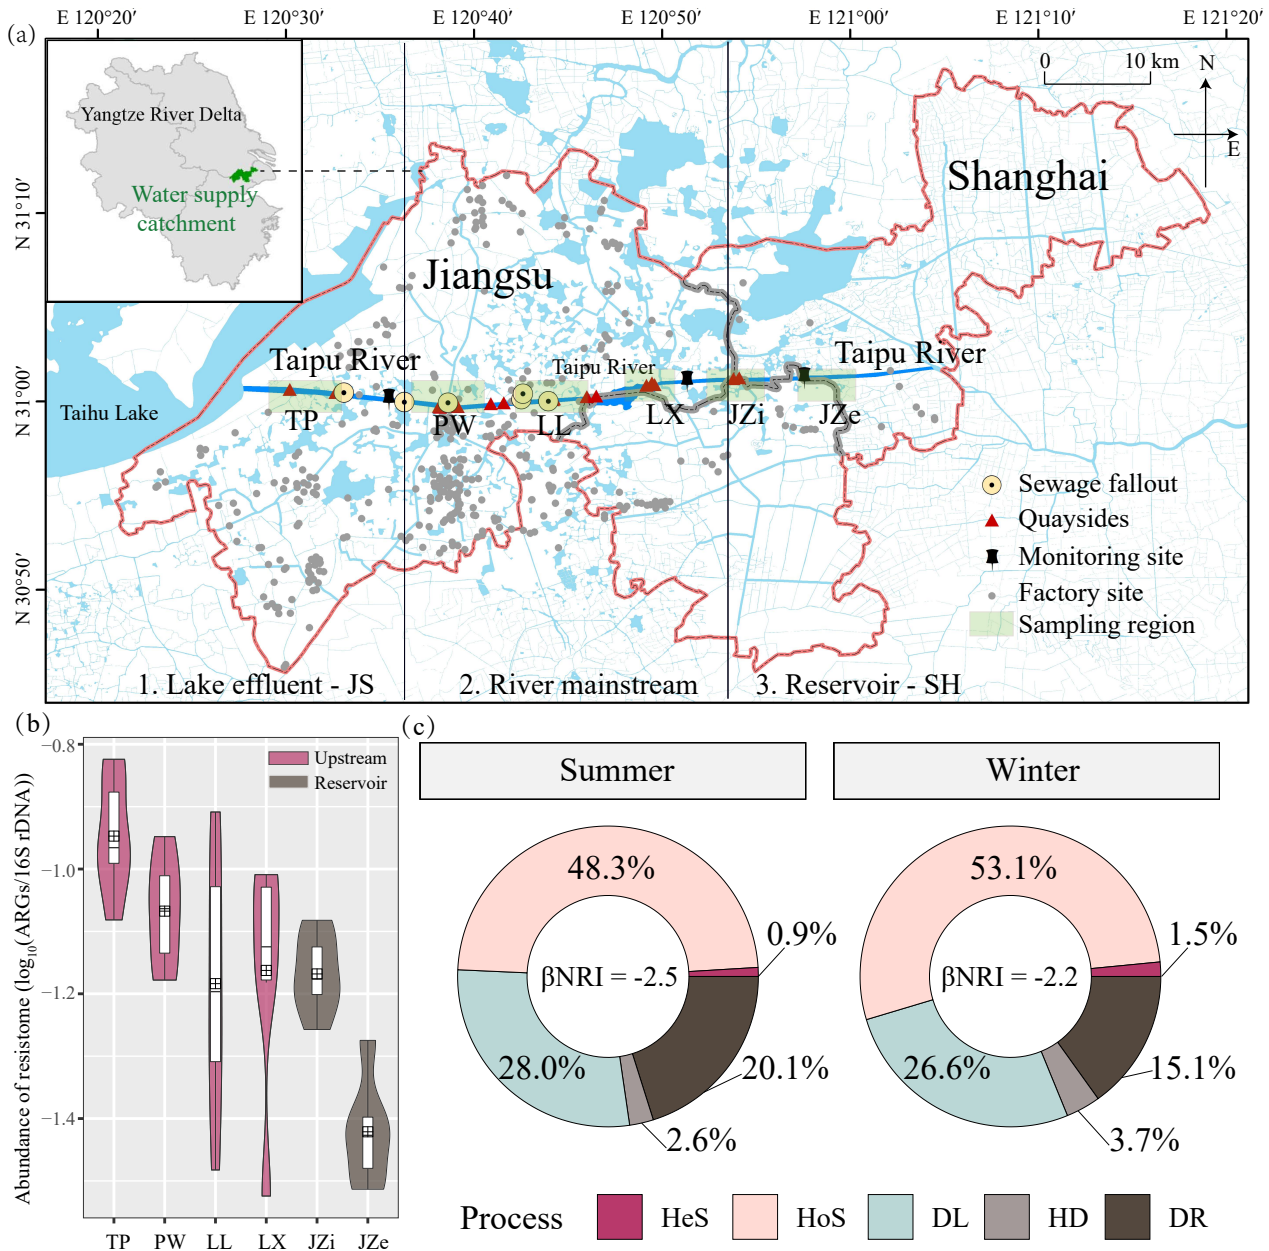 E 120°20′ E 120°30′ E 120°40′ E 120°50′ E 121°00′ E 121°10′ E 121°20′
(a)
0 10 km
N
E
Yangtze River Delta
Water supply
catchment
Shanghai
Jiangsu
N 31°10′
N 31°00′
N 30°50′
Taipu River
Taipu River
Taipu River
Taihu Lake
TP
PW
LL
LX
JZi
JZe
Sewage fallout
Quaysides
Monitoring site
Factory site
Sampling region
1. Lake effluent - JS
2. River mainstream
3. Reservoir - SH
(b)
Abundance of resistome (log10(ARGs/16S rDNA))
−0.8
−1.0
−1.2
−1.4
Upstream
Reservoir
TP PW LL LX JZi JZe
(c)
Summer
48.3%
0.9%
βNRI = -2.5
28.0%
20.1%
2.6%
Winter
53.1%
1.5%
βNRI = -2.2
26.6%
15.1%
3.7%
Process HeS HoS DL HD DR